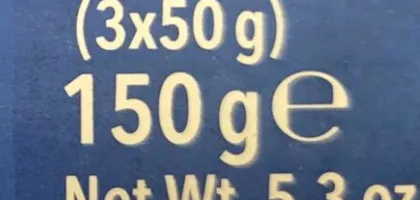 (3x50 g)
150 g℮
Net Wt. 5.3 oz